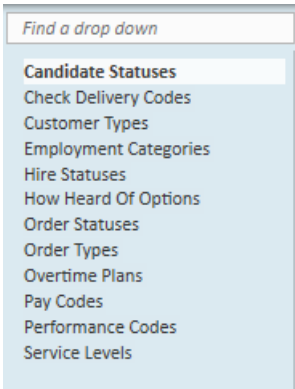 Find a drop down
Candidate Statuses
Check Delivery Codes
Customer Types
Employment Categories
Hire Statuses
How Heard Of Options
Order Statuses
Order Types
Overtime Plans
Pay Codes
Performance Codes
Service Levels